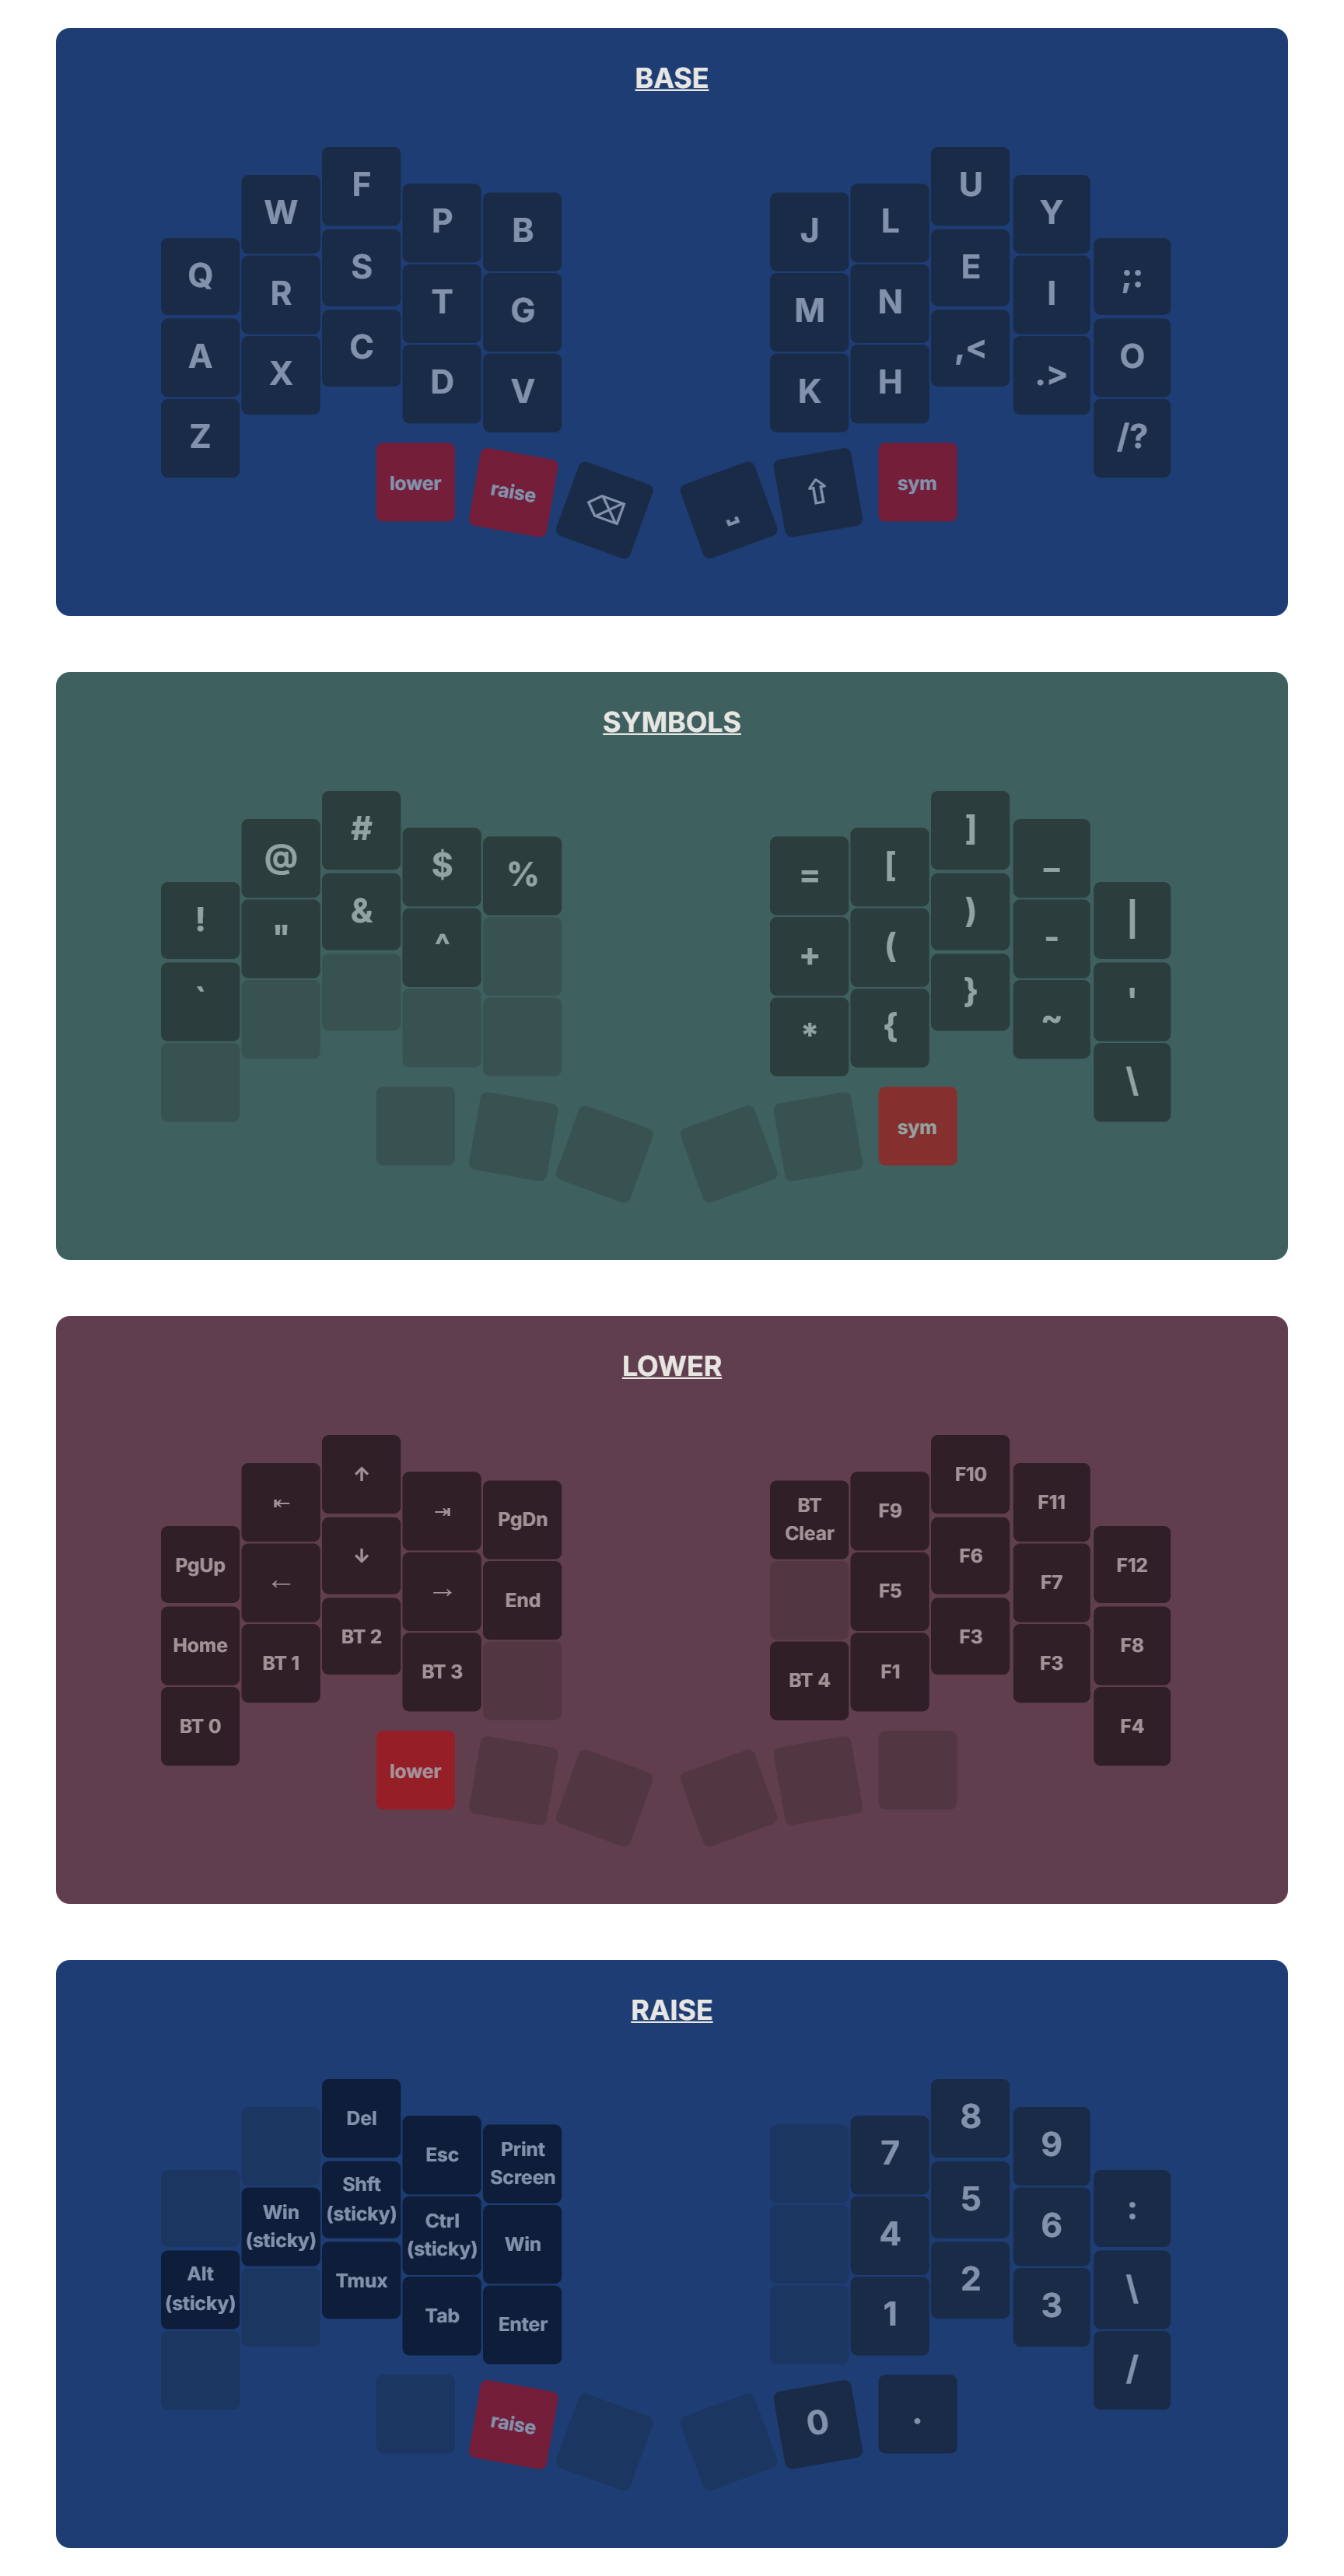 BASE
Q W F P B J L U Y ;:
A R S T G M N E I O
Z X C D V K H ,< .> /?
lower raise ⌫ ␣ ⇧ sym
SYMBOLS
! @ # $ % = [ ] _ |
` " & ^ + ( ) - '
* { } ~ \
sym
LOWER
PgUp ⇤ ↑ ⇥ PgDn BT Clear F9 F10 F11 F12
Home ← ↓ → End F5 F6 F7 F8
BT 0 BT 1 BT 2 BT 3 BT 4 F1 F3 F3 F4
lower
RAISE
Del Esc Print Screen 7 8 9 :
Alt (sticky) Win (sticky) Shft (sticky) Ctrl (sticky) Win 4 5 6 \
Tmux Tab Enter 1 2 3 /
raise 0 .